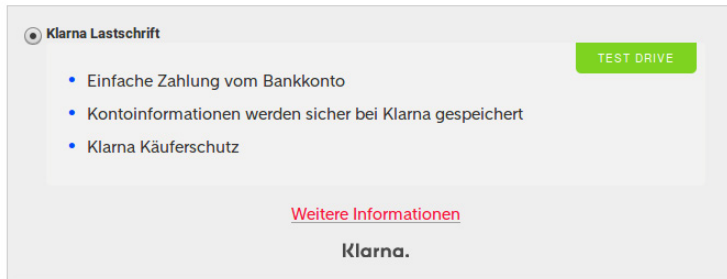 Klarna Lastschrift
TEST DRIVE
Einfache Zahlung vom Bankkonto
Kontoinformationen werden sicher bei Klarna gespeichert
Klarna Käuferschutz
Weitere Informationen
Klarna.